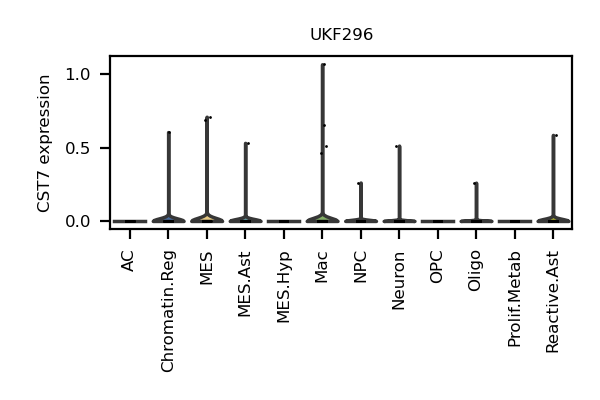 UKF296
CST7 expression
1.0
0.5
0.0
AC
Chromatin.Reg
MES
MES.Ast
MES.Hyp
Mac
NPC
Neuron
OPC
Oligo
Prolif.Metab
Reactive.Ast